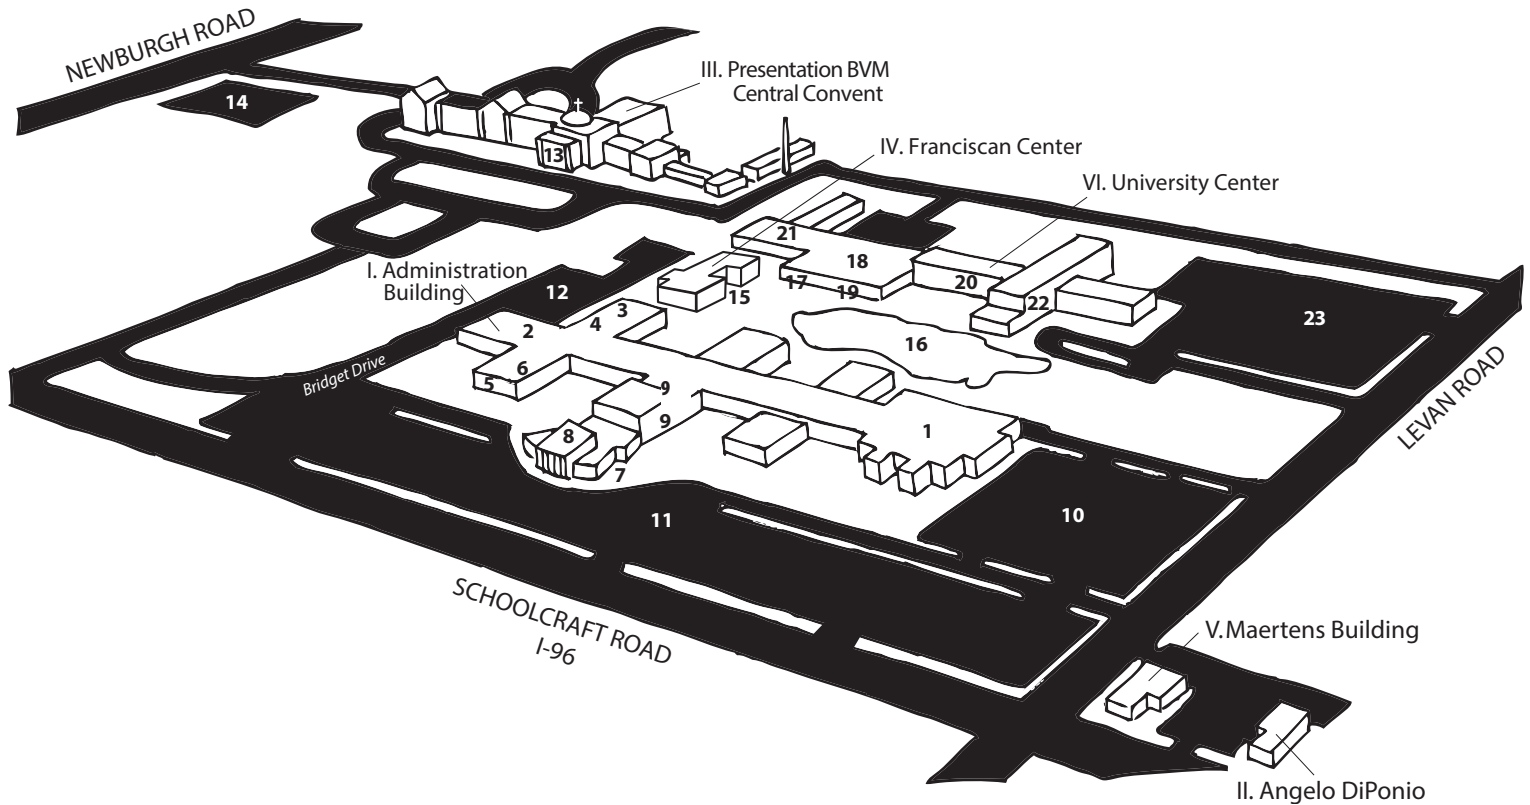 NEWBURGH ROAD
14
III. Presentation BVM
Central Convent
13
IV. Franciscan Center
VI. University Center
21
18
17
19
20
22
15
I. Administration
Building
12
2
3
4
16
23
Bridget Drive
6
5
9
9
8
7
1
LEVAN ROAD
11
10
SCHOOLCRAFT ROAD
I-96
V. Maertens Building
II. Angelo DiPonio